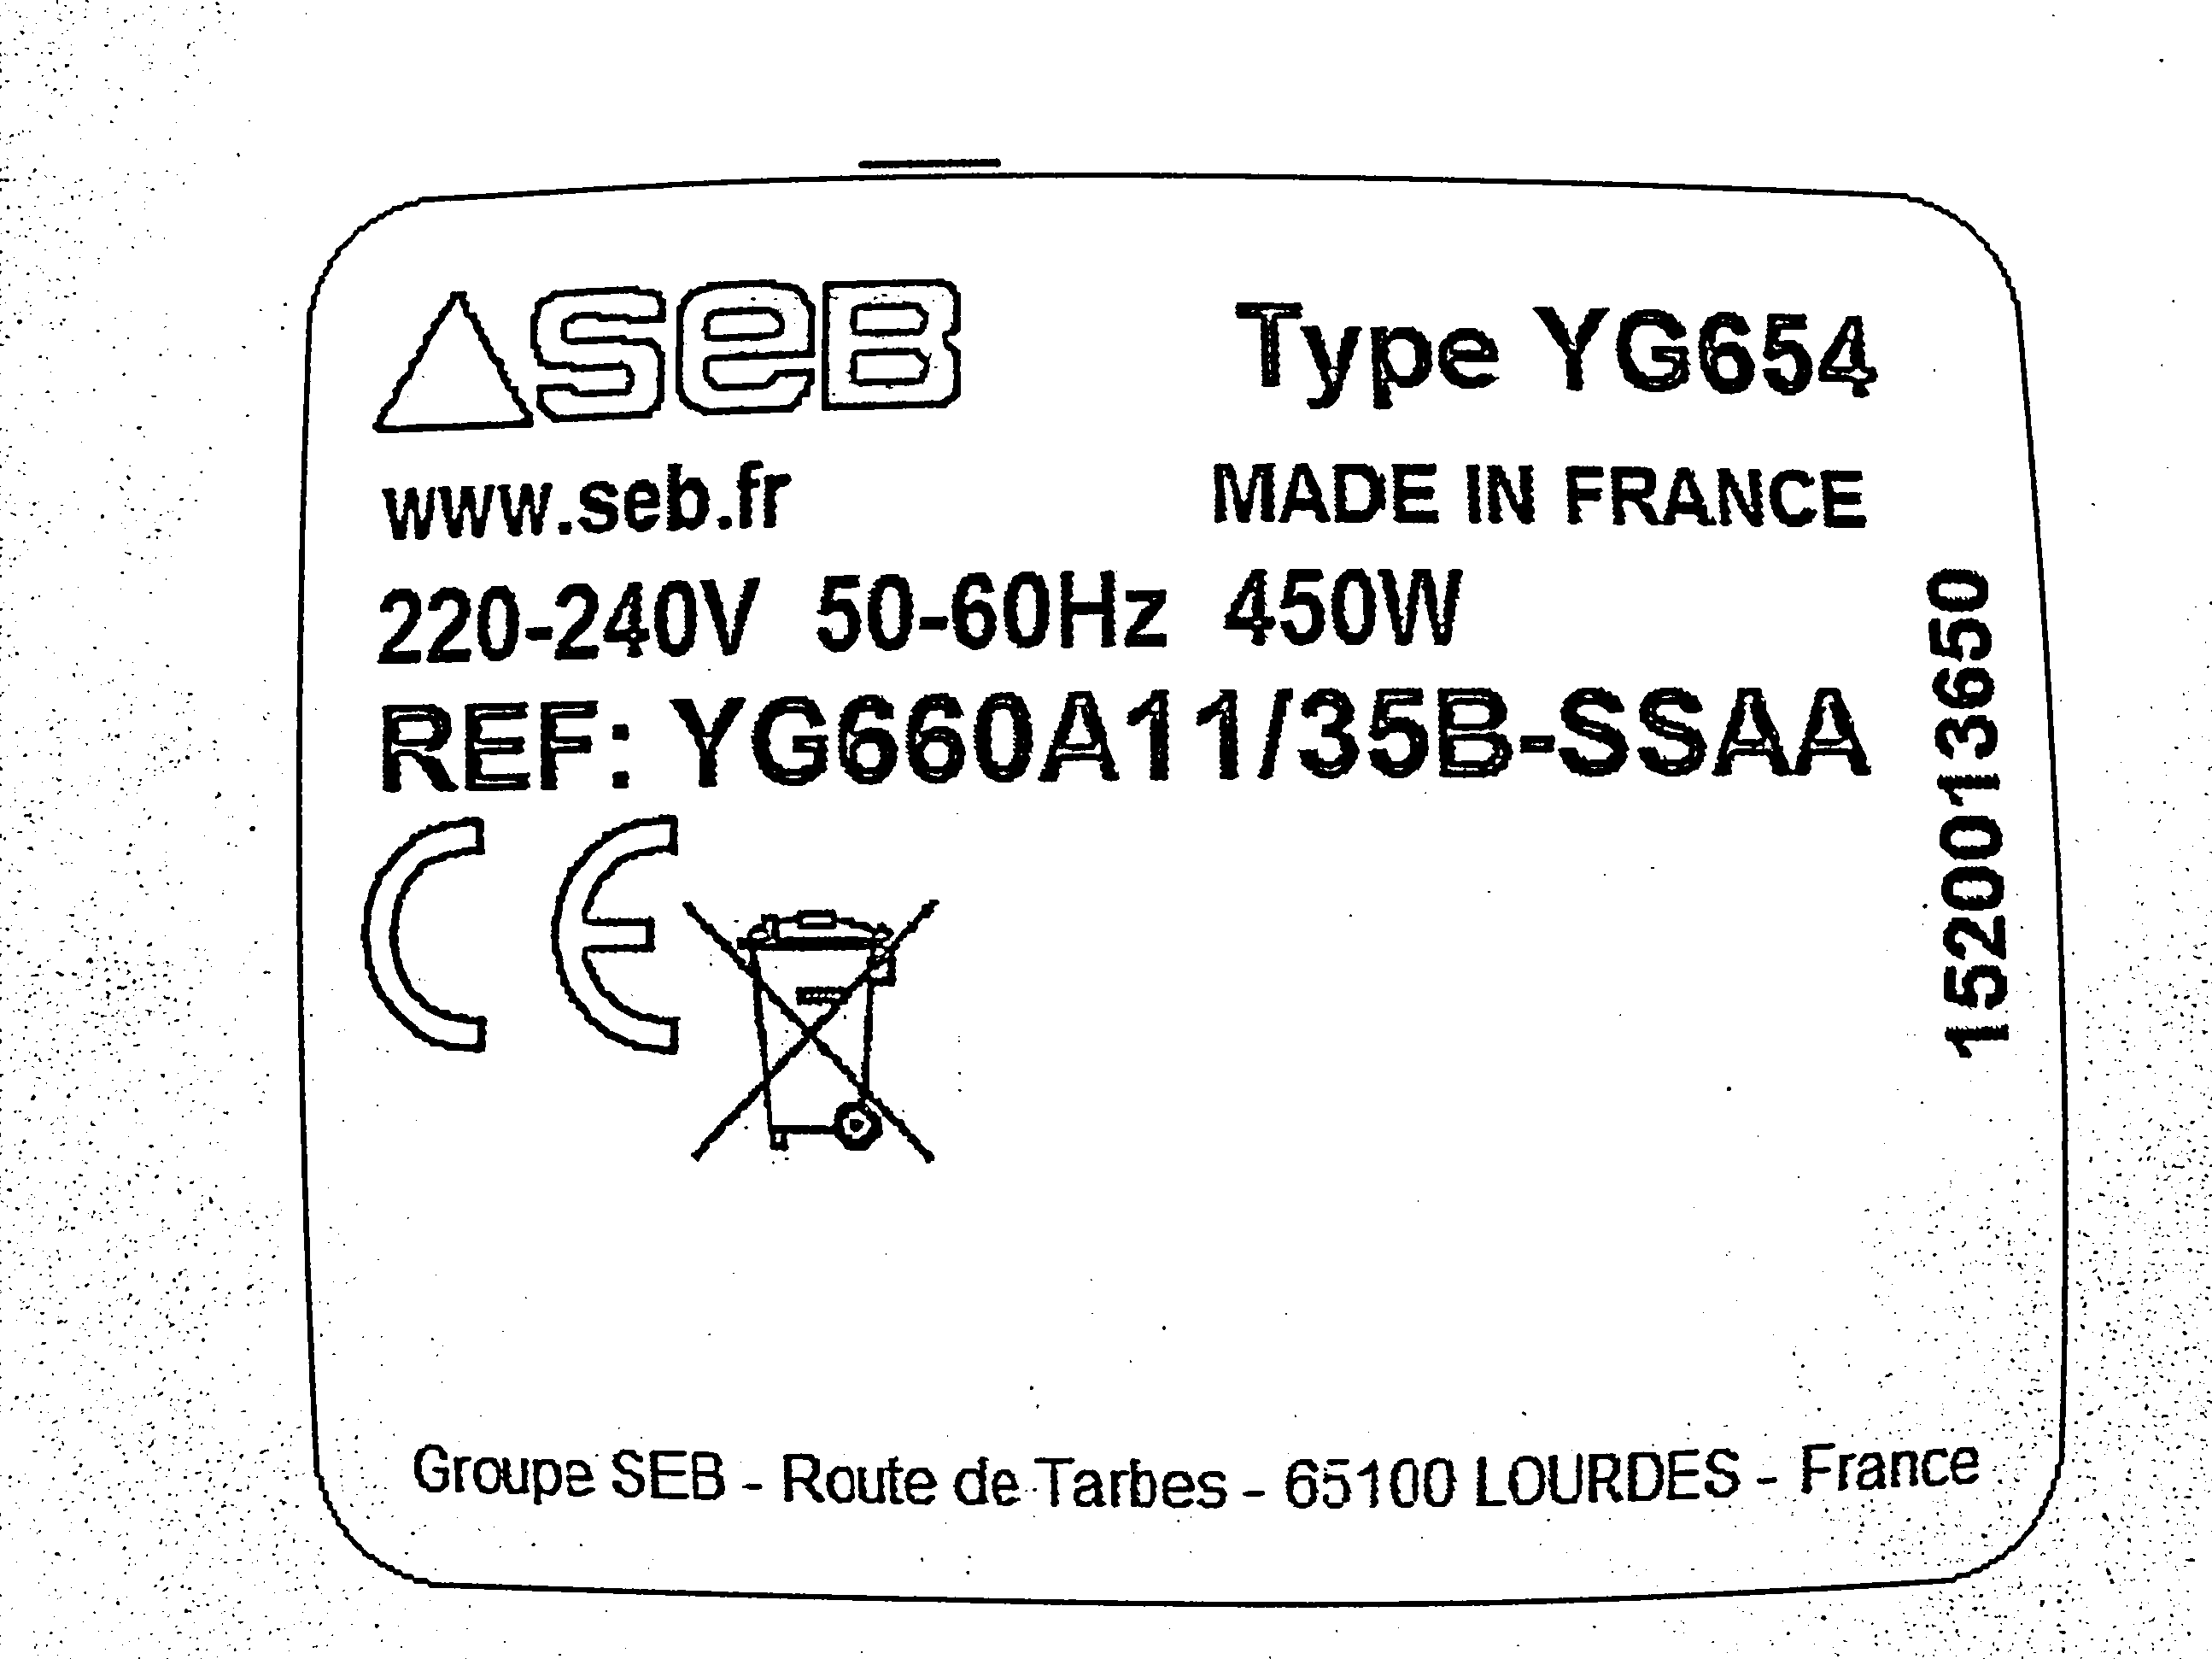 SEB
Type YG654
www.seb.fr
MADE IN FRANCE
220-240V 50-60Hz 450W
REF: YG660A11/35B-SSAA
CE
1520013650
Groupe SEB - Route de Tarbes - 65100 LOURDES - France